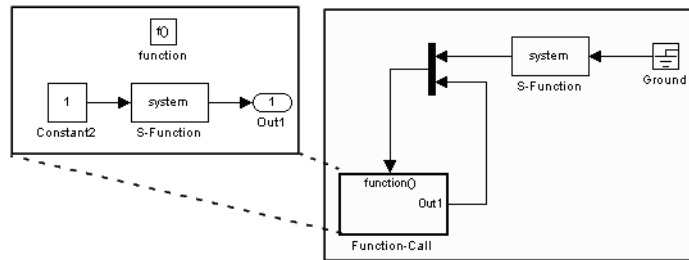 f()
function
1
system
1
Constant2
S-Function
Out1
system
S-Function
Ground
function()
Out1
Function-Call